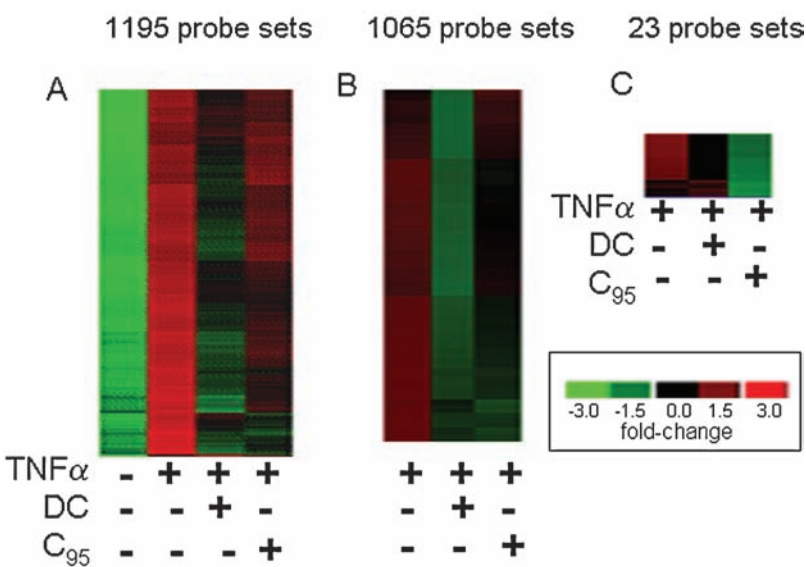 1195 probe sets 1065 probe sets 23 probe sets
A B C
TNFα + + +
DC - + -
C95 - - +
-3.0 -1.5 0.0 1.5 3.0
fold-change
TNFα - + + + + + +
DC - - + - - + -
C95 - - - + - - +